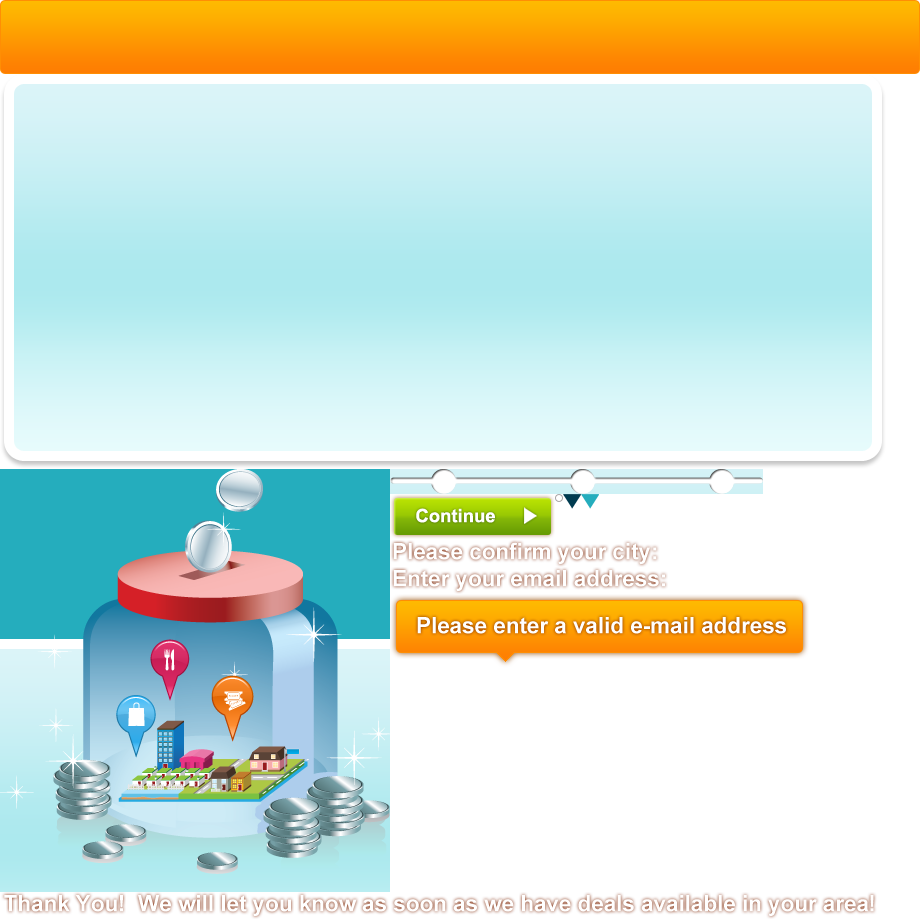 Continue
Please confirm your city:
Enter your email address:
Please enter a valid e-mail address
Thank You! We will let you know as soon as we have deals available in your area!